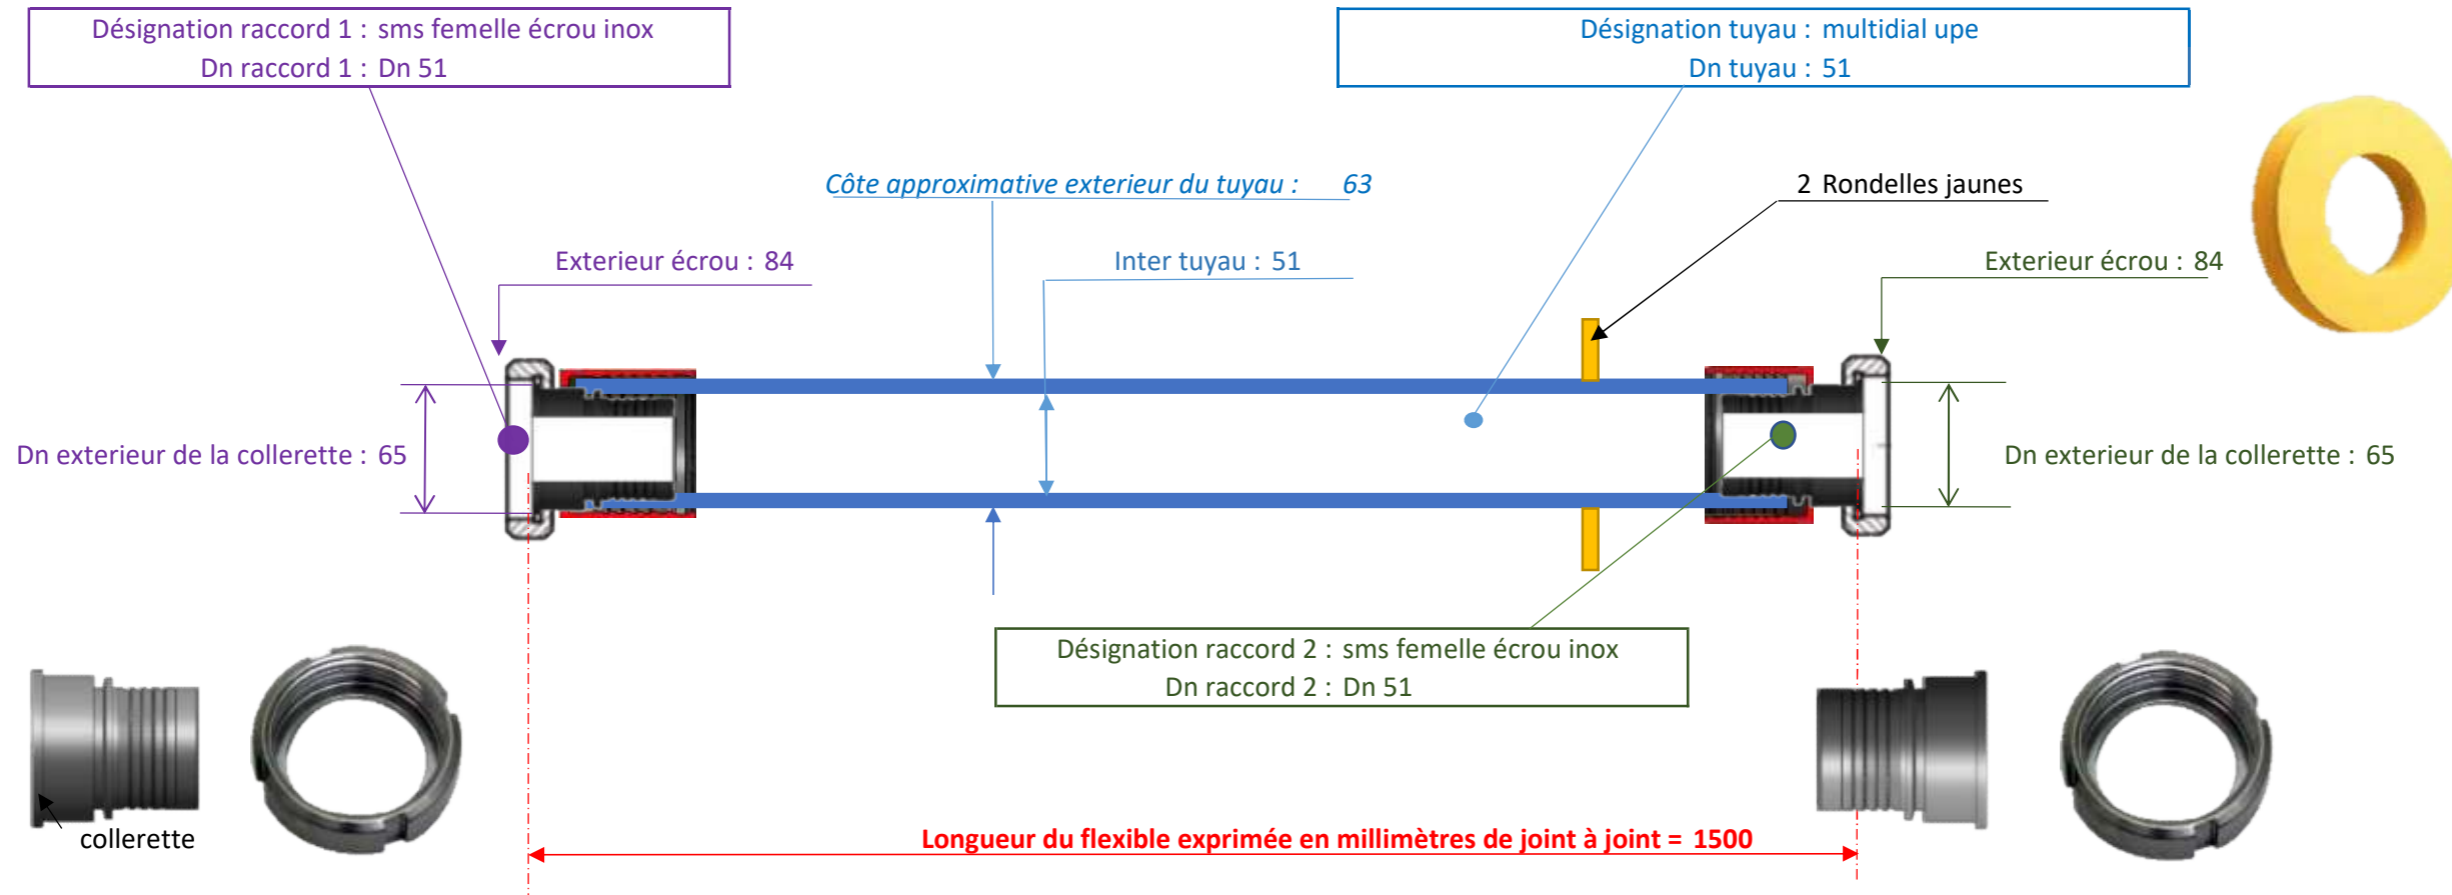 Désignation raccord 1 : sms femelle écrou inox
Dn raccord 1 : Dn 51
Désignation tuyau : multidial upe
Dn tuyau : 51
Côte approximative exterieur du tuyau : 63
2 Rondelles jaunes
Exterieur écrou : 84
Inter tuyau : 51
Exterieur écrou : 84
Dn exterieur de la collerette : 65
Dn exterieur de la collerette : 65
Désignation raccord 2 : sms femelle écrou inox
Dn raccord 2 : Dn 51
collerette
Longueur du flexible exprimée en millimètres de joint à joint = 1500